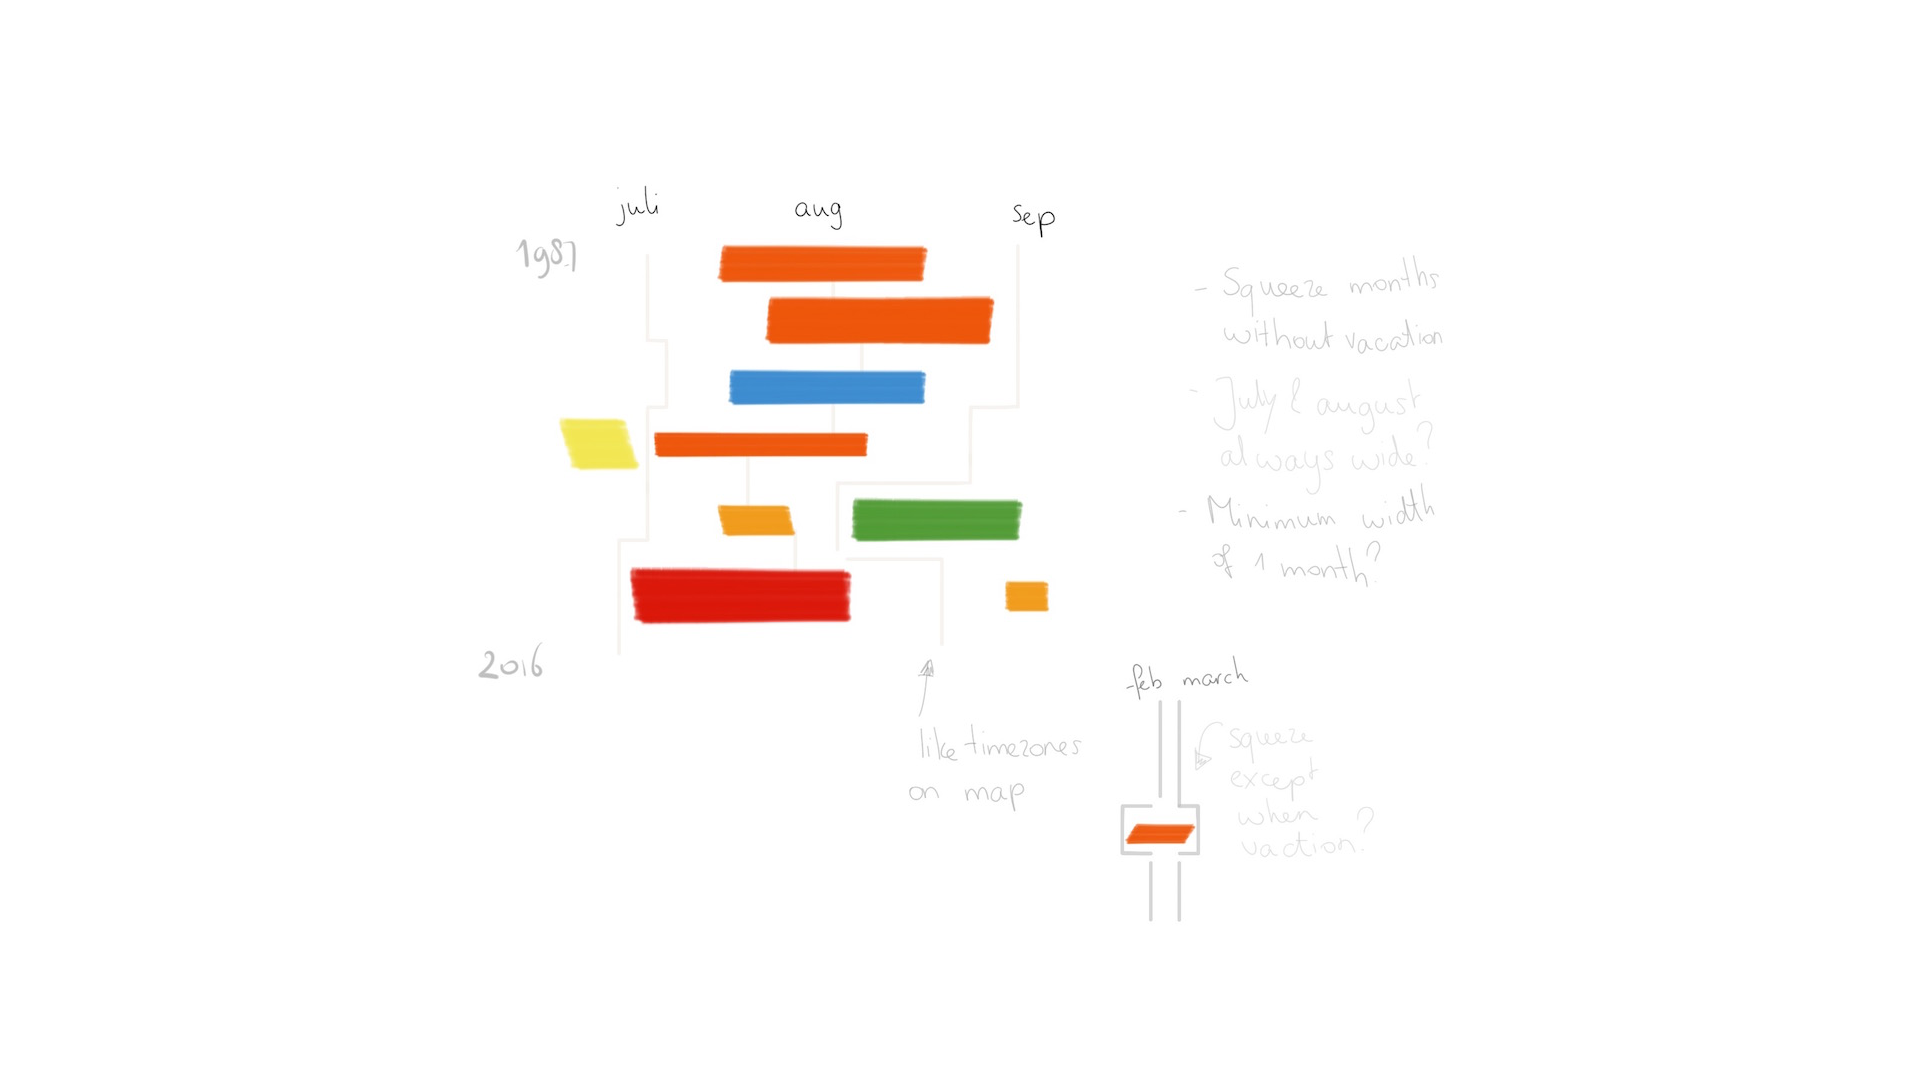 juli
aug
sep
1987
2016
- Squeeze months
without vacation
- July & august
always wide?
- Minimum width
of 1 month?
like timezones
on map
feb march
squeeze
except
when
vaction?